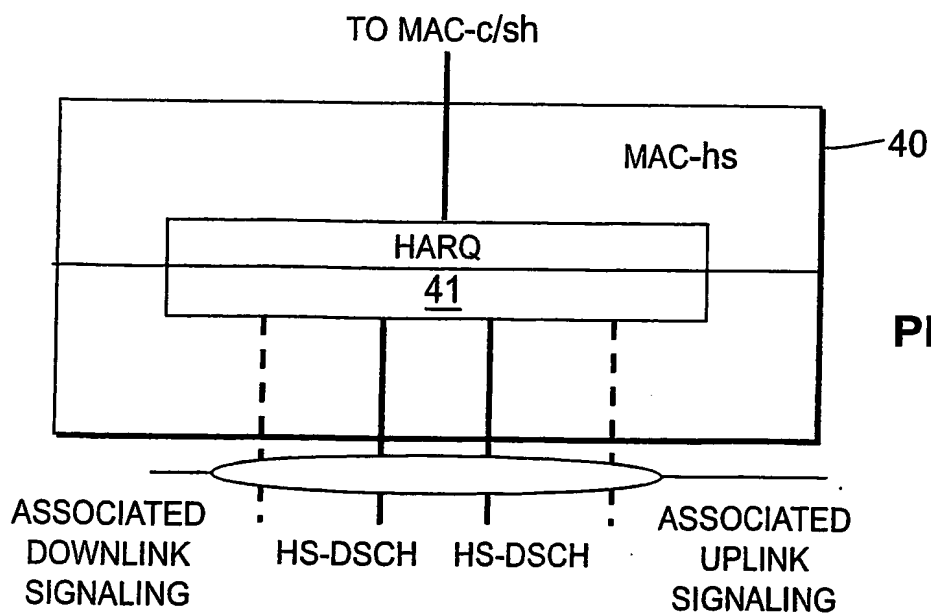 TO MAC-c/sh
MAC-hs
40
HARQ
41
ASSOCIATED
DOWNLINK
SIGNALING
HS-DSCH
HS-DSCH
ASSOCIATED
UPLINK
SIGNALING